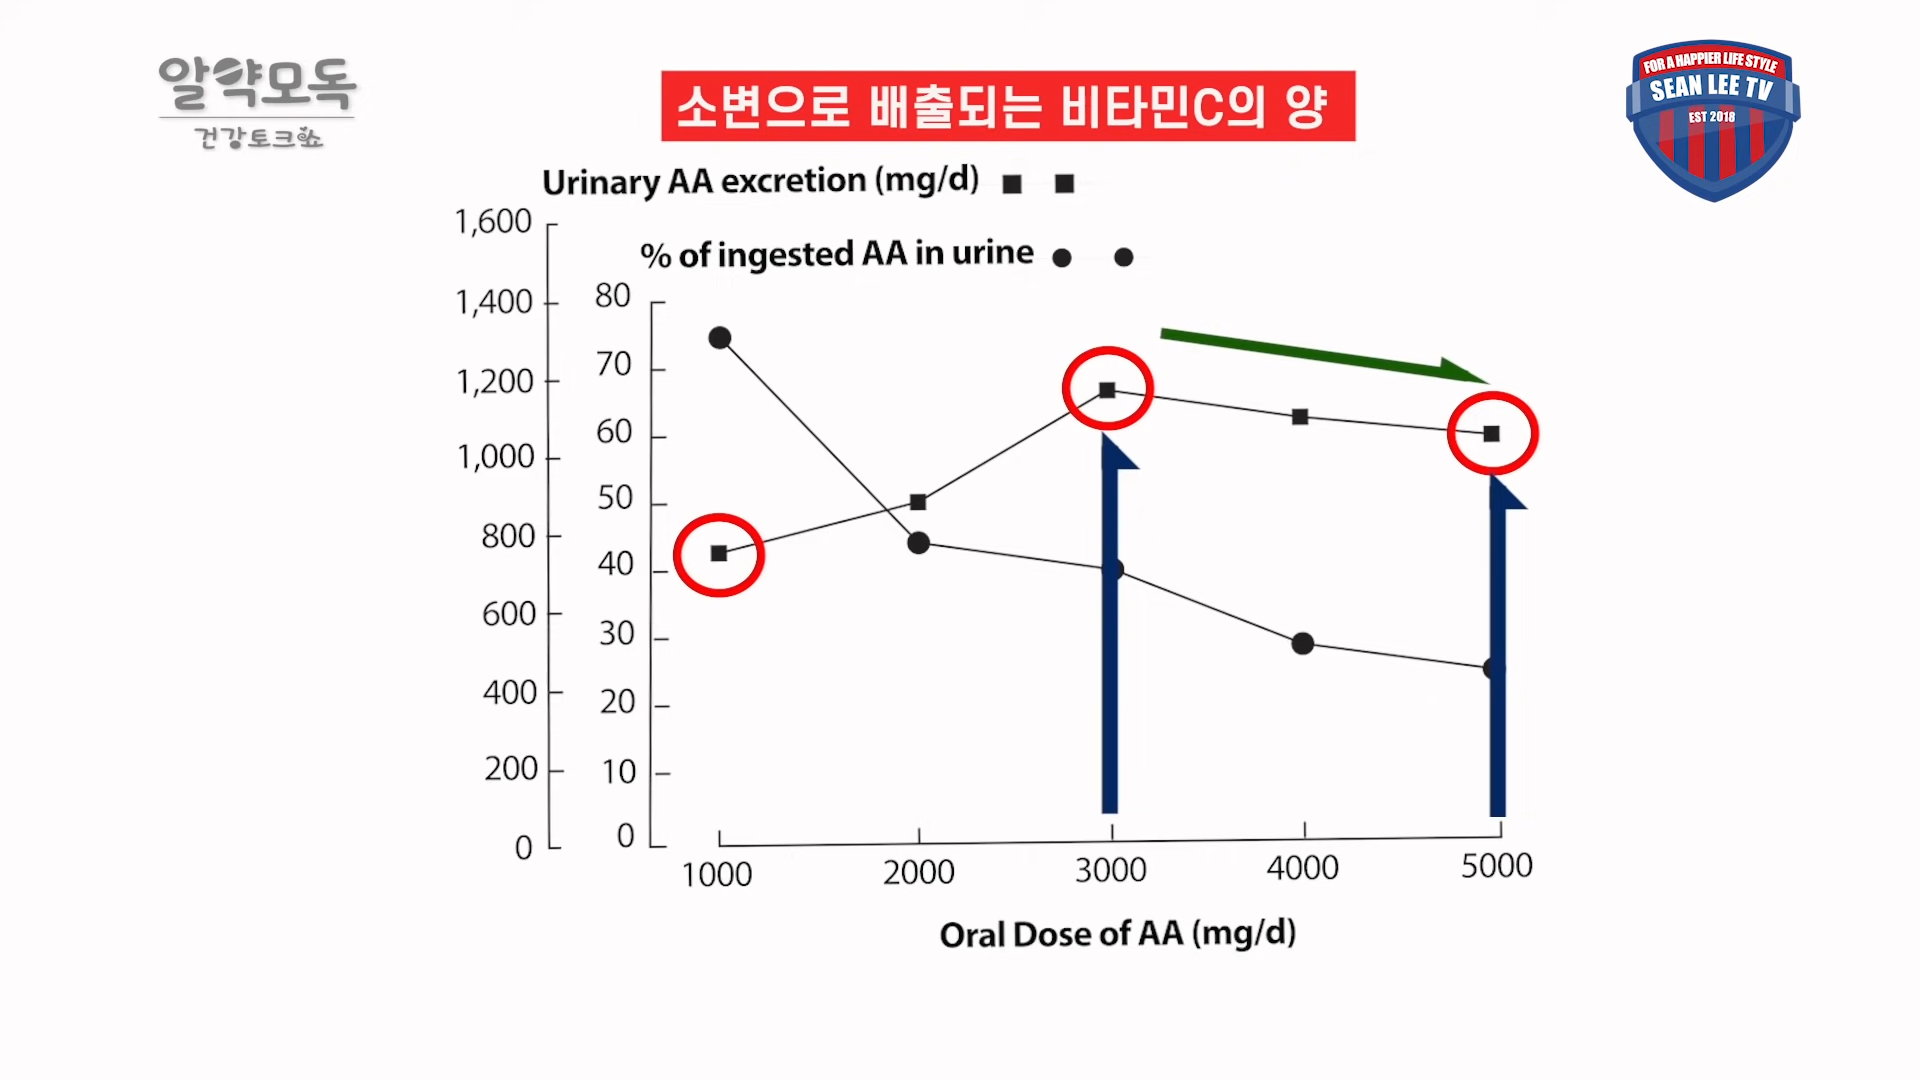 알약모독
건강토크쇼
소변으로 배출되는 비타민C의 양
FOR A HAPPIER LIFE STYLE
SEAN LEE TV
EST 2018
Urinary AA excretion (mg/d)
% of ingested AA in urine
1,600
1,400
1,200
1,000
800
600
400
200
0
80
70
60
50
40
30
20
10
0
1000 2000 3000 4000 5000
Oral Dose of AA (mg/d)